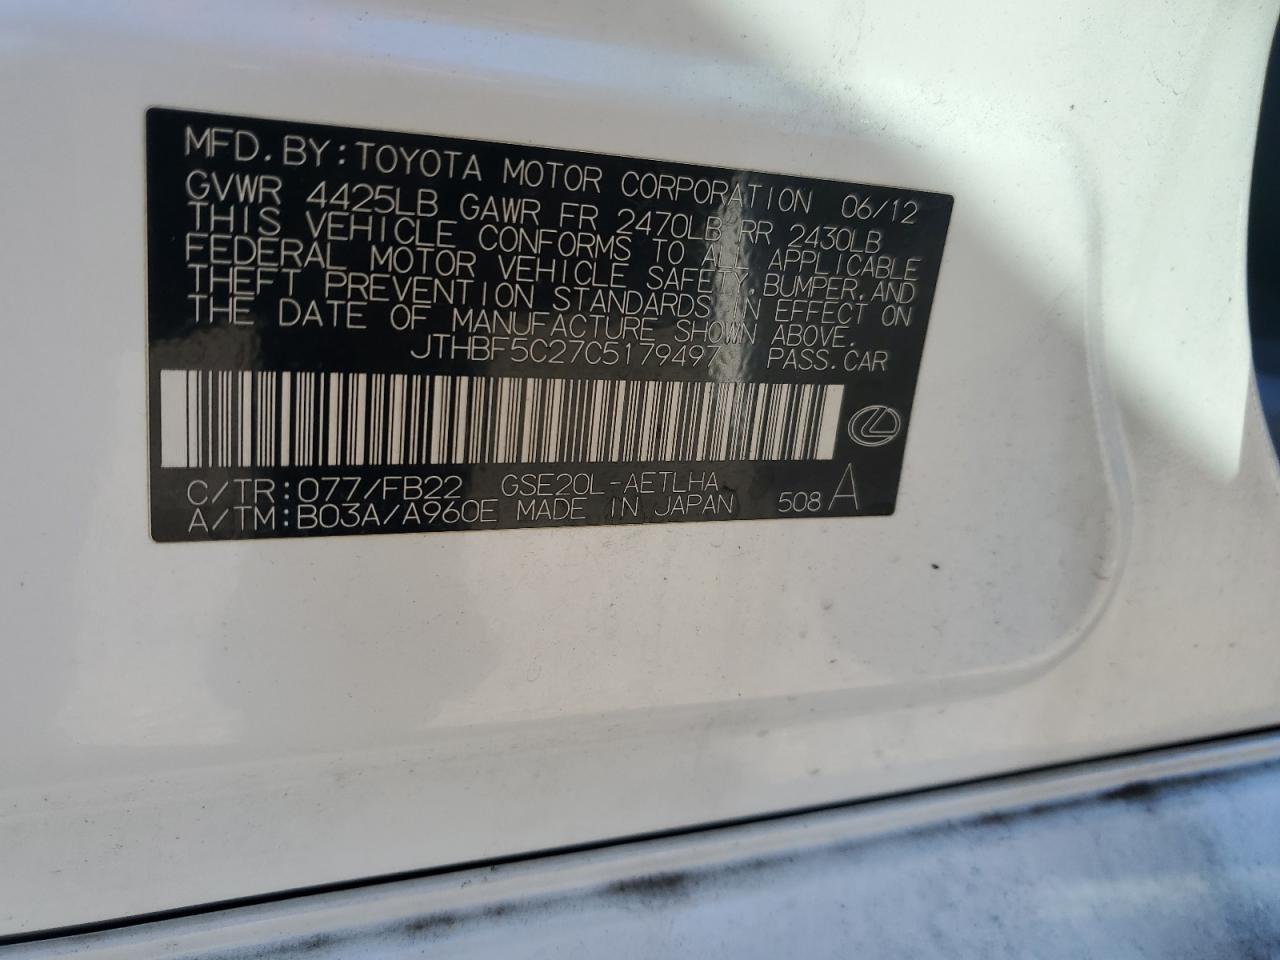 MFD.BY:TOYOTA MOTOR CORPORATION 06/12
GVWR 4425LB GAWR FR 2470LB RR 2430LB
THIS VEHICLE CONFORMS TO ALL APPLICABLE
FEDERAL MOTOR VEHICLE SAFETY,BUMPER,AND
THEFT PREVENTION STANDARDS IN EFFECT ON
THE DATE OF MANUFACTURE SHOWN ABOVE.
JTHBF5C27C5179497 PASS.CAR
C/TR:077/FB22 GSE20L-AETLHA
A/TM:B03A/A960E MADE IN JAPAN 508 A